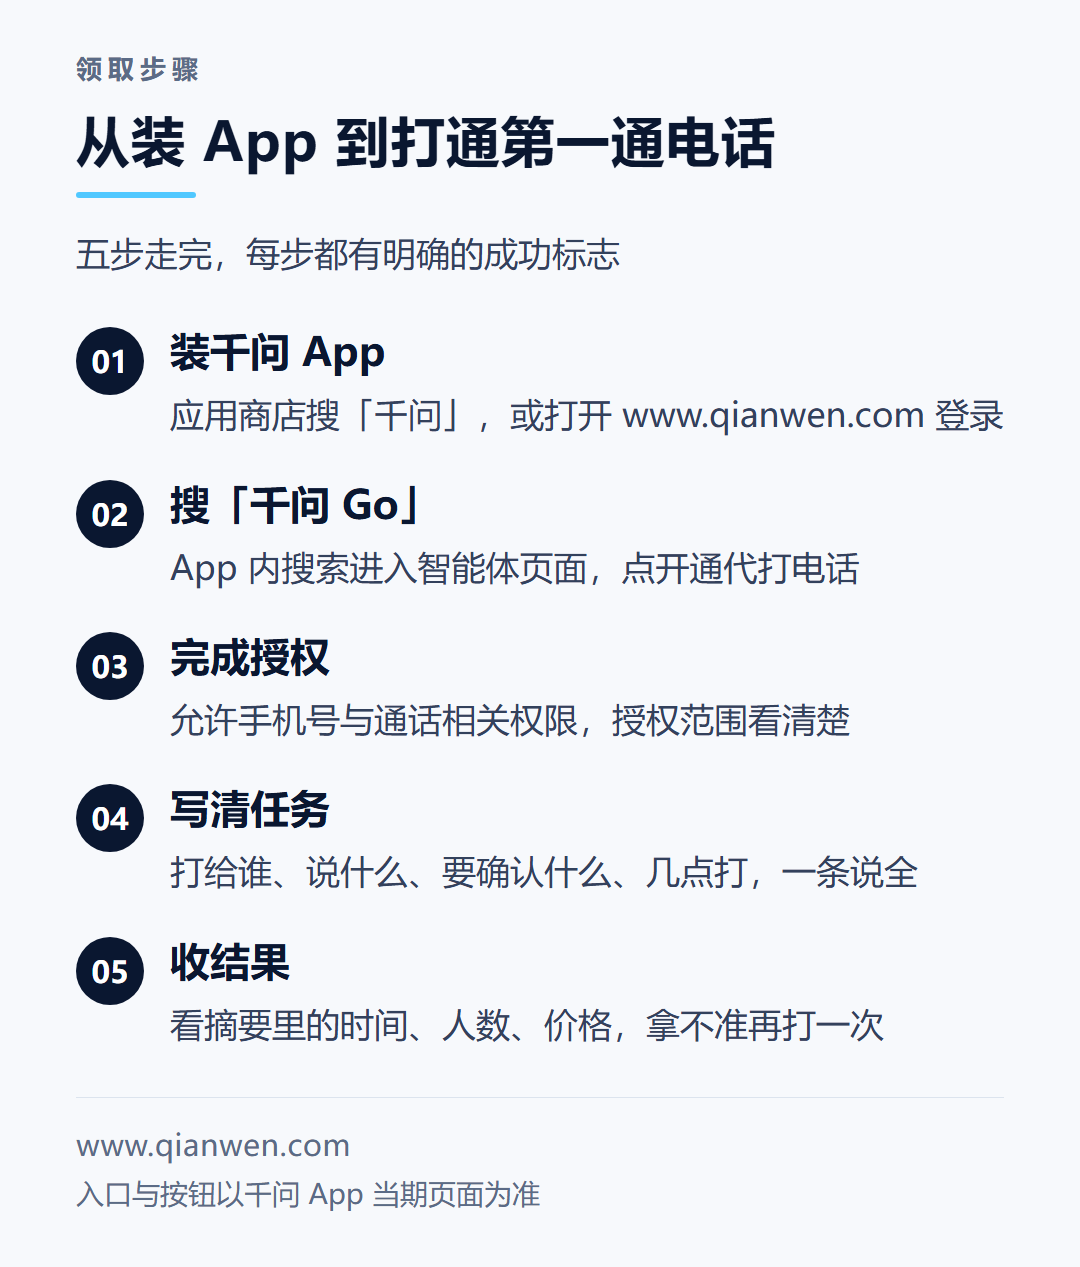 领取步骤
从装 App 到打通第一通电话
五步走完，每步都有明确的成功标志
01
装千问 App
应用商店搜「千问」，或打开 www.qianwen.com 登录
02
搜「千问 Go」
App 内搜索进入智能体页面，点开通代打电话
03
完成授权
允许手机号与通话相关权限，授权范围看清楚
04
写清任务
打给谁、说什么、要确认什么、几点打，一条说全
05
收结果
看摘要里的时间、人数、价格，拿不准再打一次
www.qianwen.com
入口与按钮以千问 App 当期页面为准